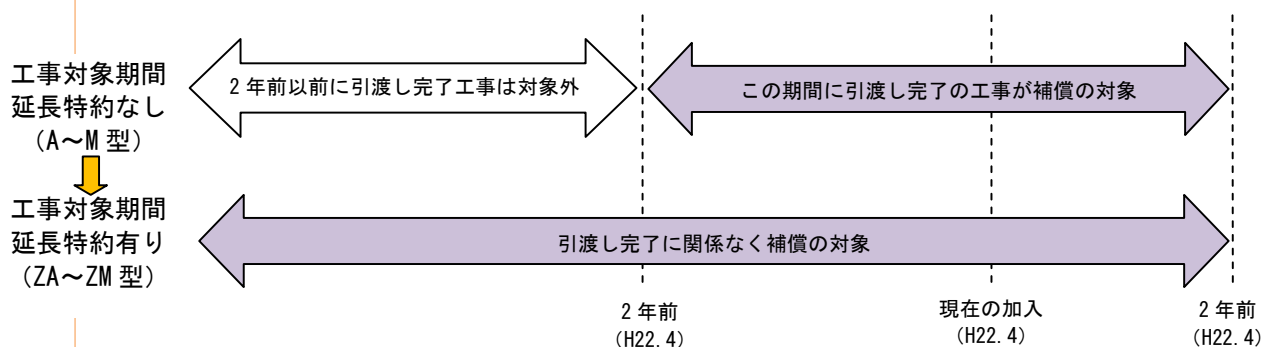 工事対象期間
延長特約なし
（A～M 型）
2 年前以前に引渡し完了工事は対象外
この期間に引渡し完了の工事が補償の対象
工事対象期間
延長特約有り
（ZA～ZM 型）
引渡し完了に関係なく補償の対象
2 年前
（H22. 4）
現在の加入
（H22. 4）
2 年前
（H22. 4）